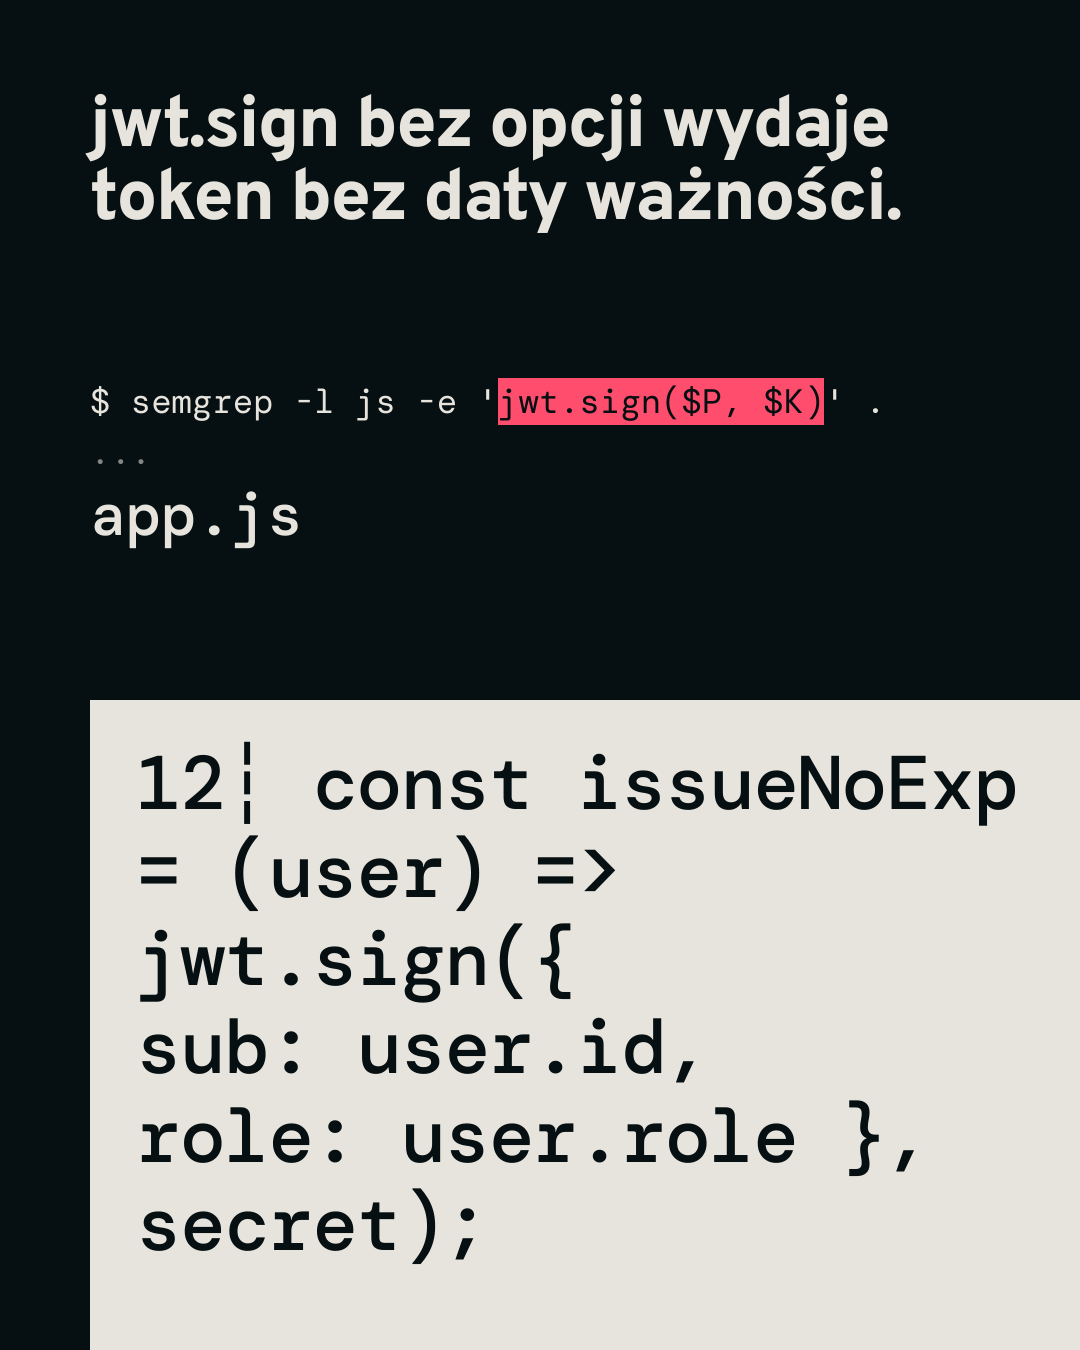 jwt.sign bez opcji wydaje
token bez daty ważności.
$ semgrep -l js -e 'jwt.sign($P, $K)' .
...
app.js
12┆ const issueNoExp
= (user) =>
jwt.sign({
sub: user.id,
role: user.role },
secret);